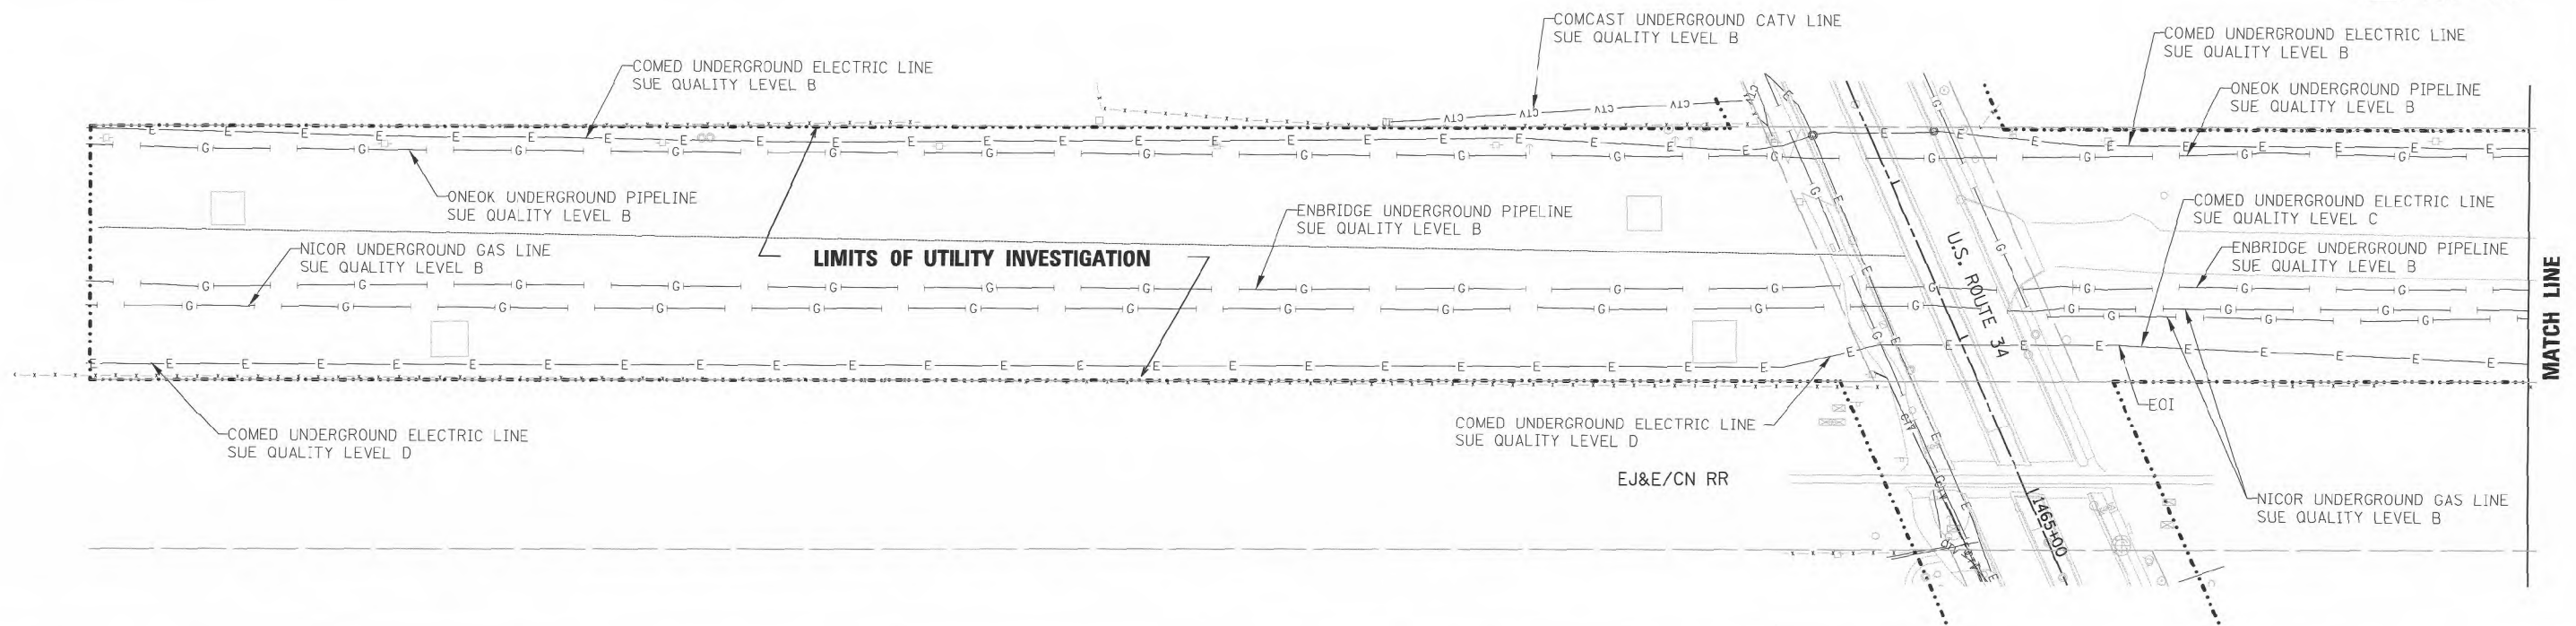 COMCAST UNDERGROUND CATV LINE
SUE QUALITY LEVEL B
COMED UNDERGROUND ELECTRIC LINE
SUE QUALITY LEVEL B
COMED UNDERGROUND ELECTRIC LINE
SUE QUALITY LEVEL B
ONEOK UNDERGROUND PIPELINE
SUE QUALITY LEVEL B
ONEOK UNDERGROUND PIPELINE
SUE QUALITY LEVEL B
ENBRIDGE UNDERGROUND PIPELINE
SUE QUALITY LEVEL B
COMED UNDERGROUND ELECTRIC LINE
SUE QUALITY LEVEL C
NICOR UNDERGROUND GAS LINE
SUE QUALITY LEVEL B
LIMITS OF UTILITY INVESTIGATION
ENBRIDGE UNDERGROUND PIPELINE
SUE QUALITY LEVEL B
U.S. ROUTE 34
MATCH LINE
EOI
COMED UNDERGROUND ELECTRIC LINE
SUE QUALITY LEVEL D
COMED UNDERGROUND ELECTRIC LINE
SUE QUALITY LEVEL D
EJ&E/CN RR
NICOR UNDERGROUND GAS LINE
SUE QUALITY LEVEL B
1465+00